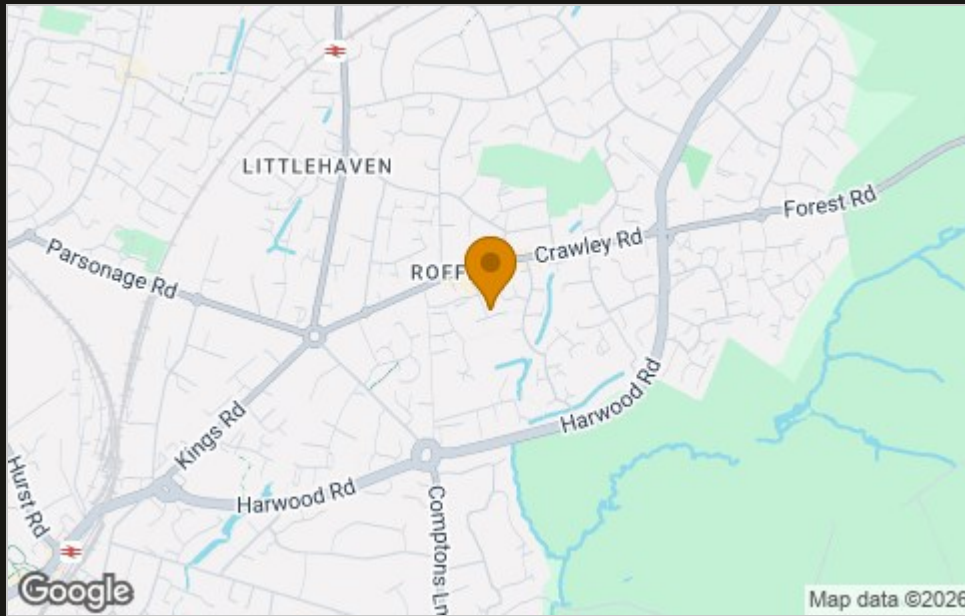 LITTLEHAVEN
Forest Rd
Crawley Rd
Parsonage Rd
ROFF
Harwood Rd
Kings Rd
Harwood Rd
Hurst Rd
Comptons Ln
Google
Map data ©2026